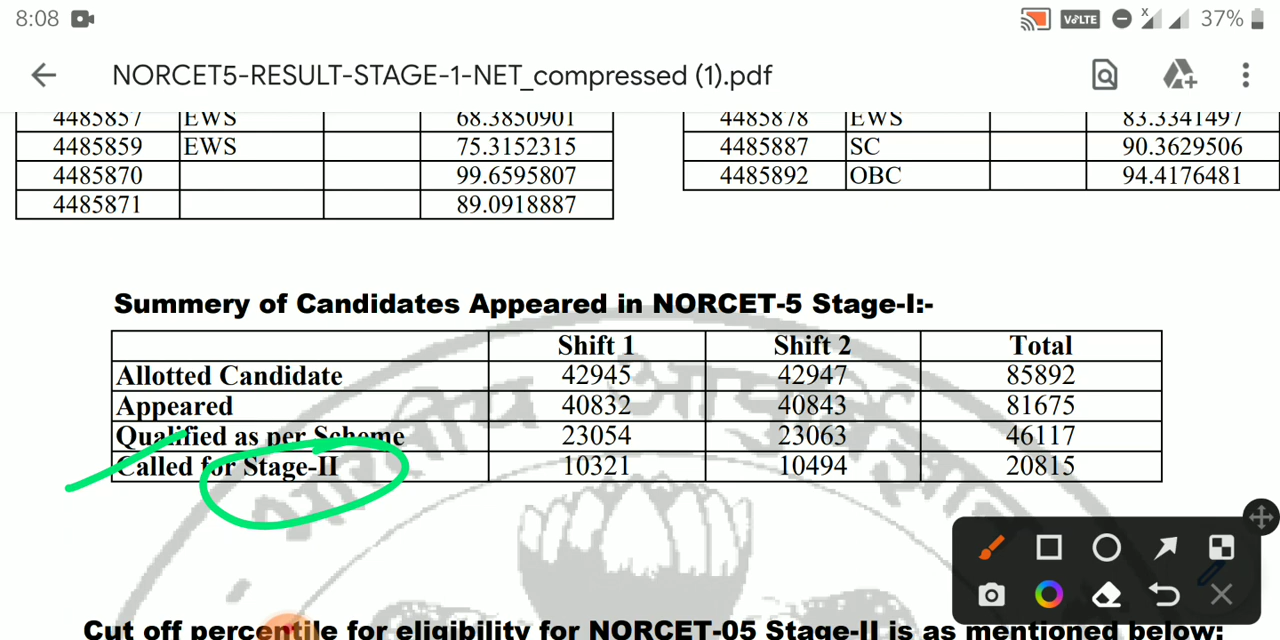 8:08 VoLTE x 37%
NORCET5-RESULT-STAGE-1-NET_compressed (1).pdf
4485857 EWS 68.3850901
4485859 EWS 75.3152315
4485870 99.6595807
4485871 89.0918887
4485878 EWS 83.3341497
4485887 SC 90.3629506
4485892 OBC 94.4176481
Summery of Candidates Appeared in NORCET-5 Stage-I:-
Shift 1 Shift 2 Total
Allotted Candidate 42945 42947 85892
Appeared 40832 40843 81675
Qualified as per Scheme 23054 23063 46117
Called for Stage-II 10321 10494 20815
Cut off percentile for eligibility for NORCET-05 Stage-II is as mentioned below: